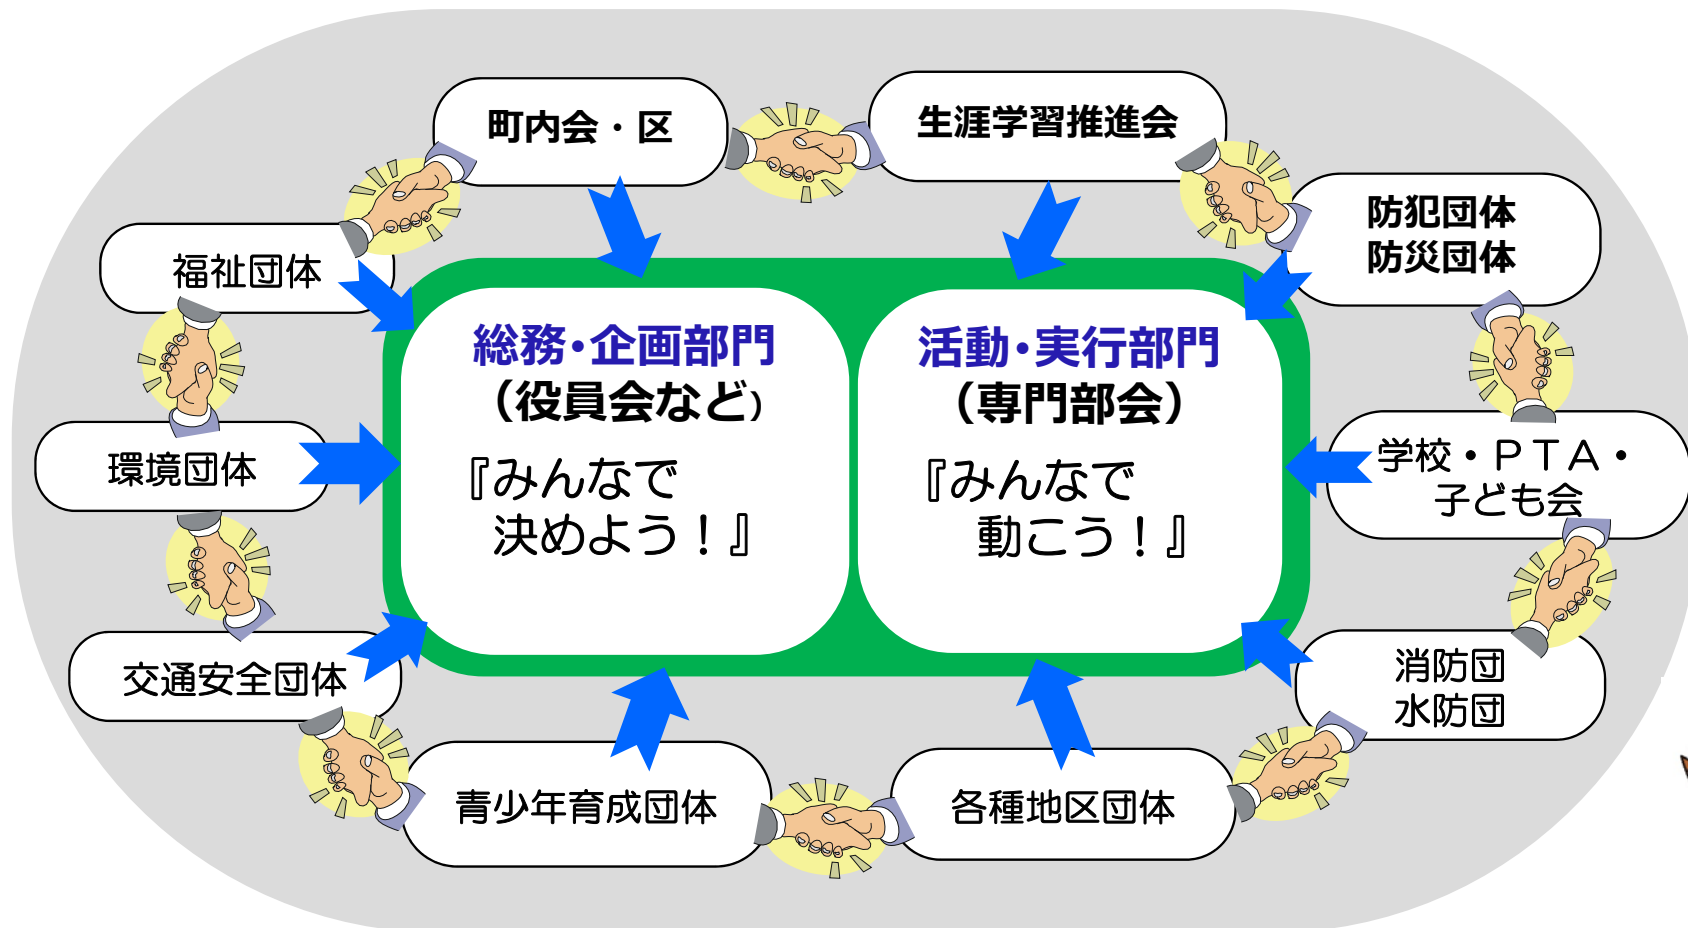 町内会・区
生涯学習推進会
防犯団体
防災団体
福祉団体
総務・企画部門
（役員会など）
『みんなで
決めよう！』
活動・実行部門
（専門部会）
『みんなで
動こう！』
環境団体
学校・ＰＴＡ・
子ども会
交通安全団体
消防団
水防団
青少年育成団体
各種地区団体